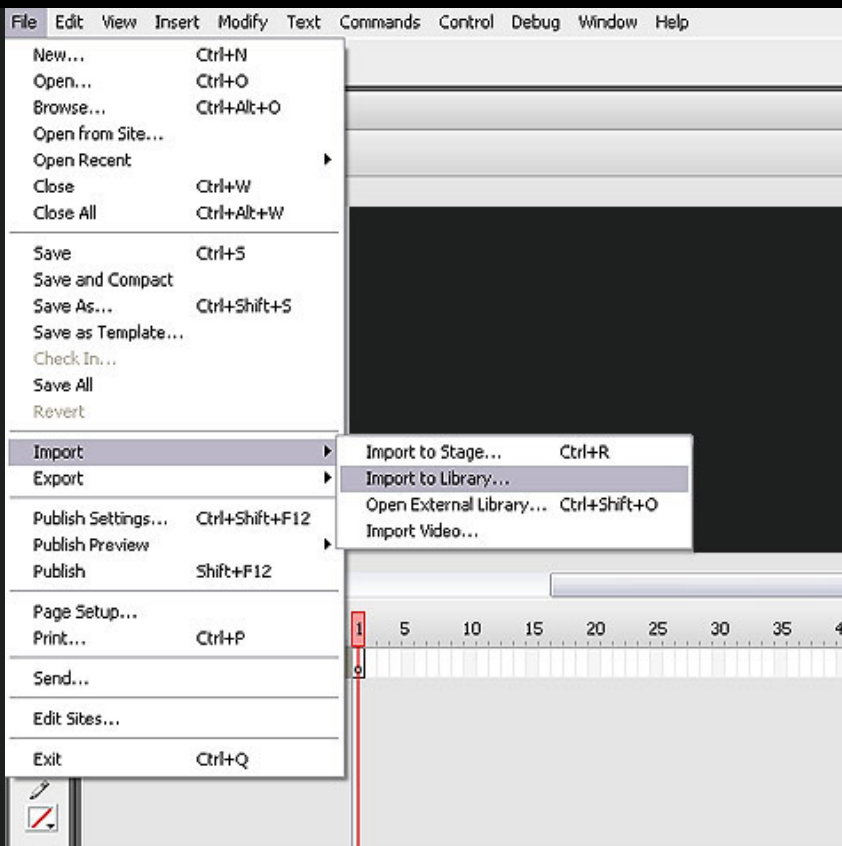 File Edit View Insert Modify Text Commands Control Debug Window Help
New... Ctrl+N
Open... Ctrl+O
Browse... Ctrl+Alt+O
Open from Site...
Open Recent
Close Ctrl+W
Close All Ctrl+Alt+W
Save Ctrl+S
Save and Compact
Save As... Ctrl+Shift+S
Save as Template...
Check In...
Save All
Revert
Import
Export
Publish Settings... Ctrl+Shift+F12
Publish Preview
Publish Shift+F12
Page Setup...
Print... Ctrl+P
Send...
Edit Sites...
Exit Ctrl+Q
Import to Stage... Ctrl+R
Import to Library...
Open External Library... Ctrl+Shift+O
Import Video...
1 5 10 15 20 25 30 35